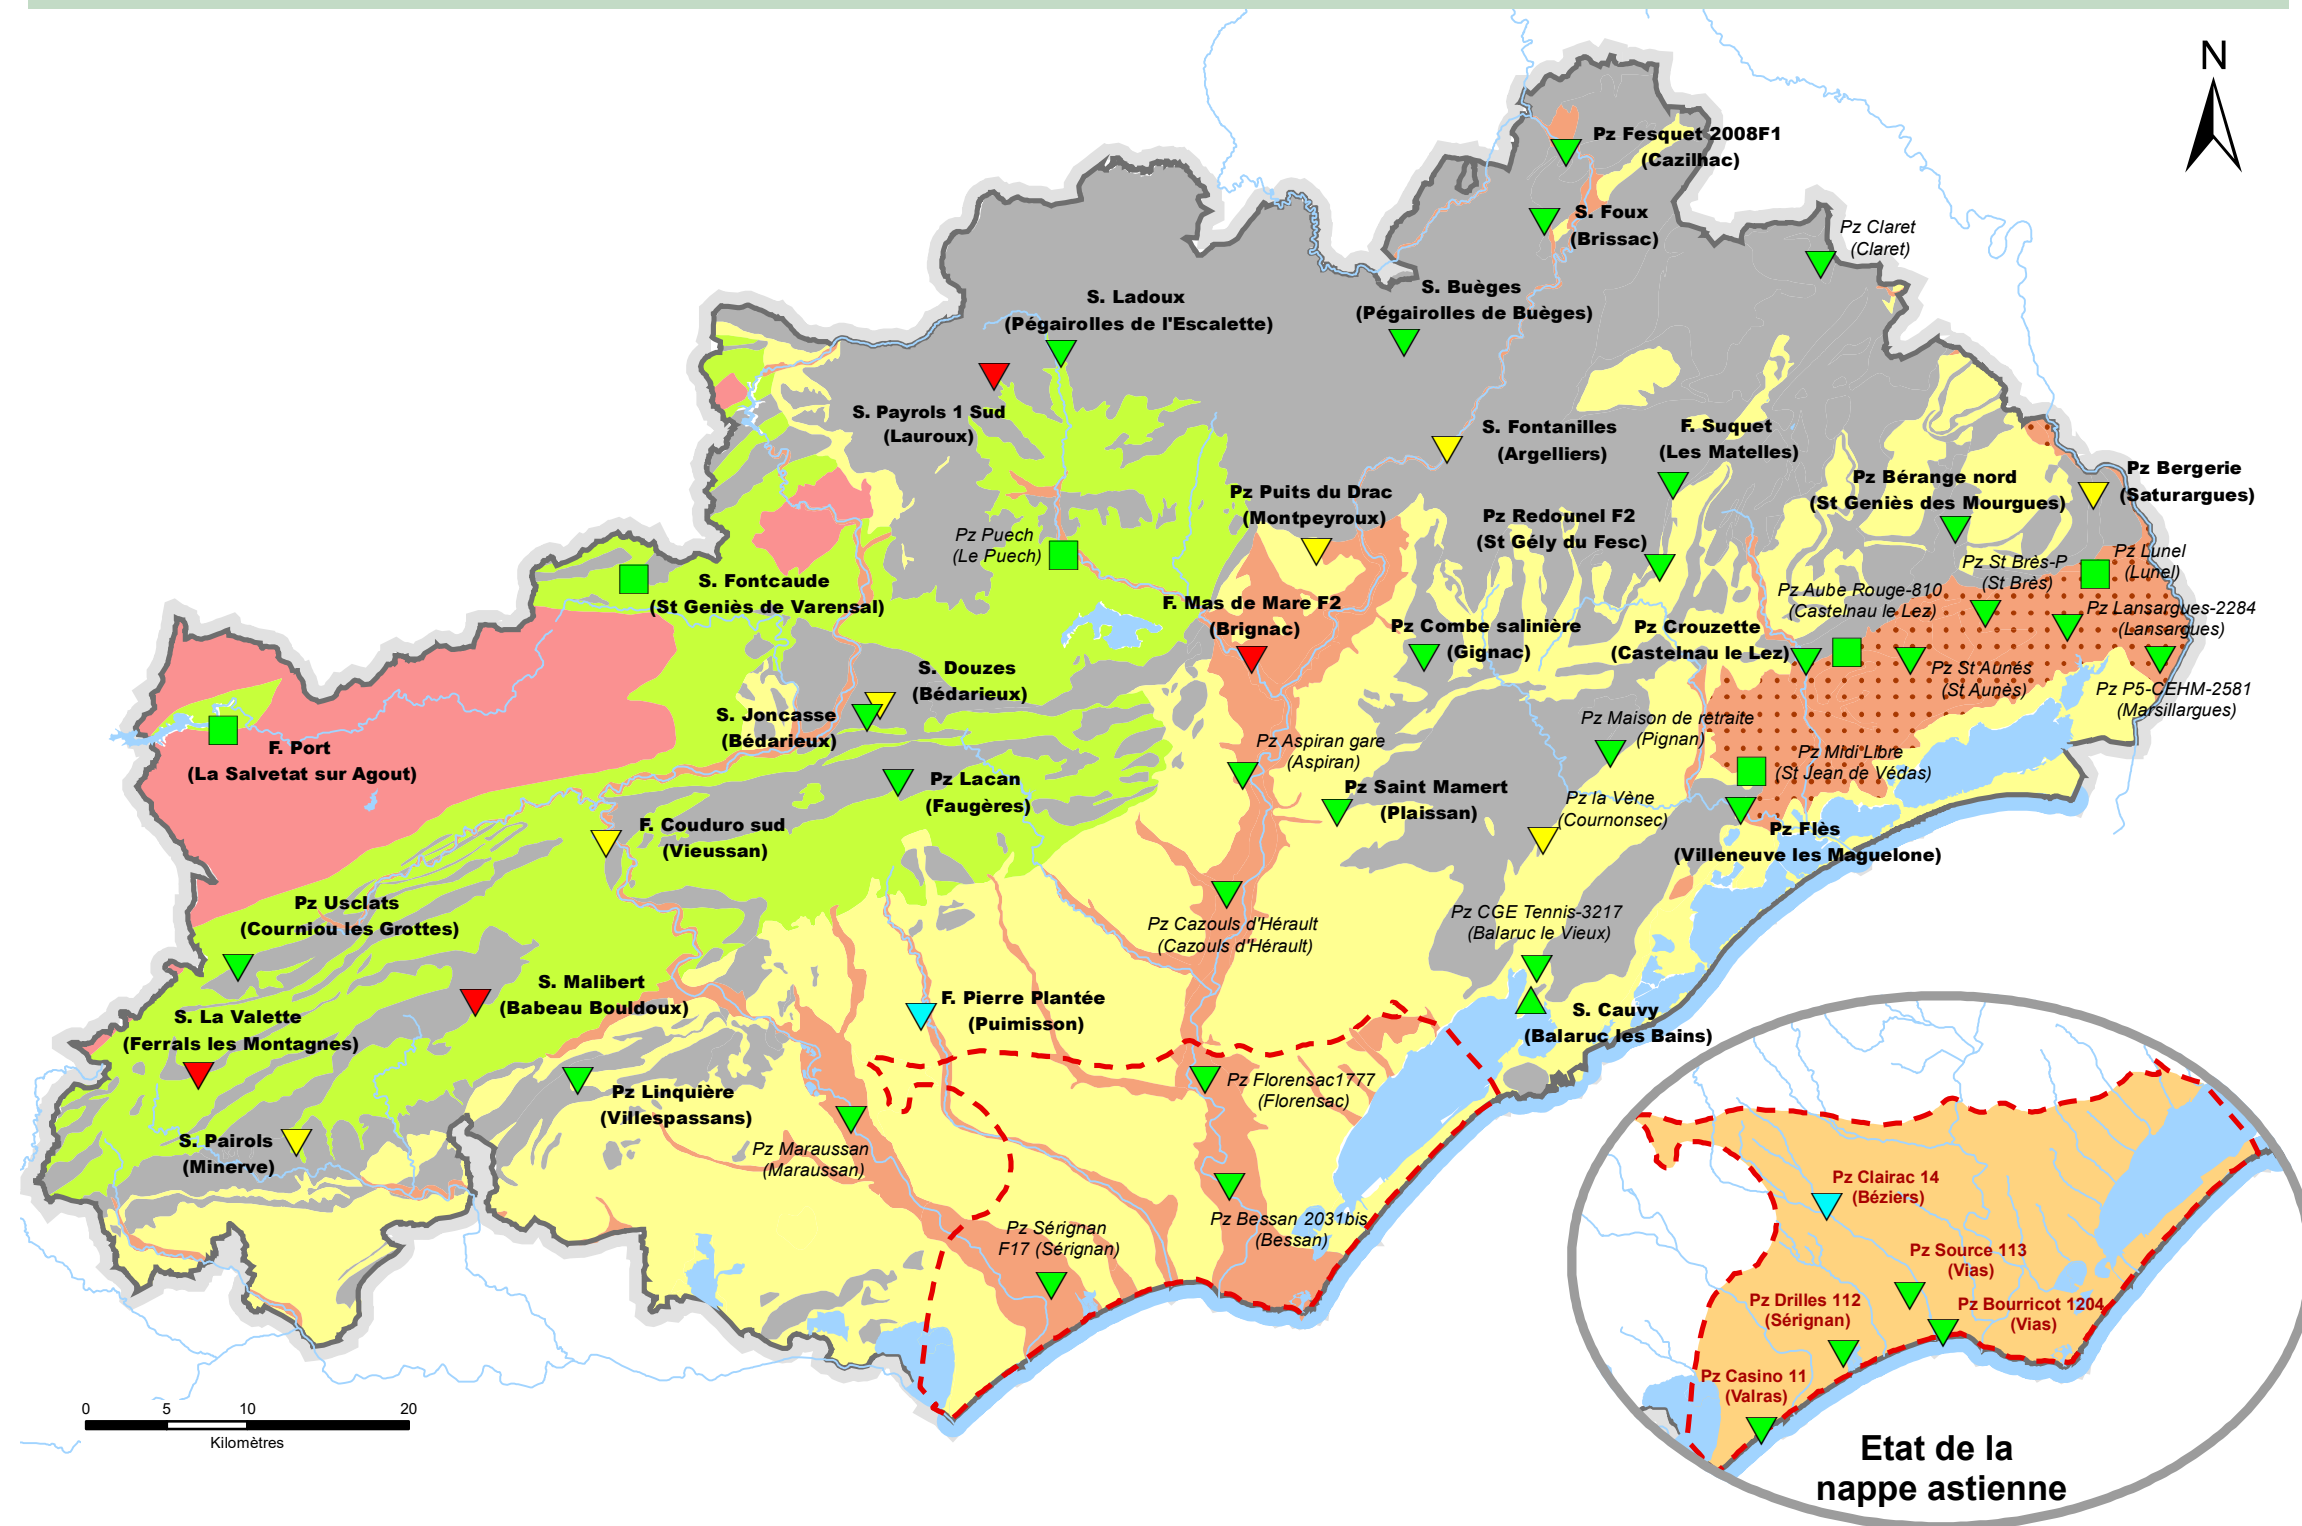 N
Pz Fesquet 2008F1
(Cazilhac)
S. Foux
(Brissac)
Pz Claret
(Claret)
S. Ladoux
(Pégairolles de l'Escalette)
S. Buèges
(Pégairolles de Buèges)
S. Payrols 1 Sud
(Lauroux)
S. Fontanilles
(Argelliers)
F. Suquet
(Les Matelles)
Pz Bérange nord
(St Geniès des Mourgues)
Pz Bergerie
(Saturargues)
Pz Puits du Drac
(Montpeyroux)
Pz Redounel F2
(St Gély du Fesc)
Pz Puech
(Le Puech)
Pz St Brès-P
(St Brès)
Pz Lunel
(Lunel)
S. Fontcaude
(St Geniès de Varensal)
Pz Aube Rouge-810
(Castelnau le Lez)
F. Mas de Mare F2
(Brignac)
Pz Lansargues-2284
(Lansargues)
Pz Combe salinière
(Gignac)
Pz Crouzette
(Castelnau le Lez)
S. Douzes
(Bédarieux)
Pz St Aunés
(St Aunès)
Pz P5-CEHM-2581
(Marsillargues)
S. Joncasse
(Bédarieux)
Pz Maison de retraite
(Pignan)
F. Port
(La Salvetat sur Agout)
Pz Aspiran gare
(Aspiran)
Pz Midi Libre
(St Jean de Védas)
Pz Lacan
(Faugères)
Pz Saint Mamert
(Plaissan)
Pz la Vène
(Cournonsec)
F. Couduro sud
(Vieussan)
Pz Flès
(Villeneuve les Maguelone)
Pz Usclats
(Courniou les Grottes)
Pz Cazouls d'Hérault
(Cazouls d'Hérault)
Pz CGE Tennis-3217
(Balaruc le Vieux)
S. Malibert
(Babeau Bouldoux)
F. Pierre Plantée
(Puimisson)
S. Cauvy
(Balaruc les Bains)
S. La Valette
(Ferrals les Montagnes)
Pz Linquière
(Villespassans)
Pz Florensac1777
(Florensac)
S. Pairols
(Minerve)
Pz Maraussan
(Maraussan)
Pz Sérignan
F17 (Sérignan)
Pz Bessan 2031bis
(Bessan)
Pz Clairac 14
(Béziers)
Pz Source 113
(Vias)
Pz Drilles 112
(Sérignan)
Pz Bourricot 1204
(Vias)
Pz Casino 11
(Valras)
0 5 10 20
Kilomètres
Etat de la
nappe astienne